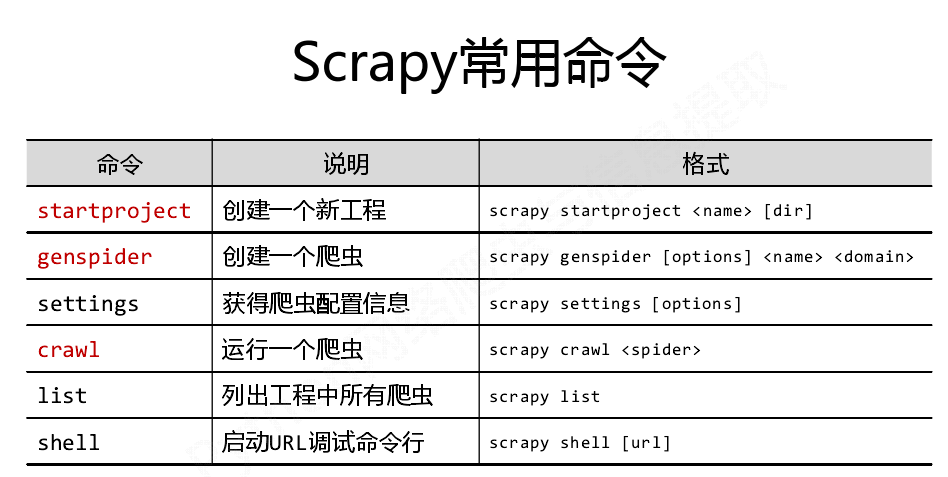 Scrapy常用命令
命令 说明 格式
startproject 创建一个新工程 scrapy startproject <name> [dir]
genspider 创建一个爬虫 scrapy genspider [options] <name> <domain>
settings 获得爬虫配置信息 scrapy settings [options]
crawl 运行一个爬虫 scrapy crawl <spider>
list 列出工程中所有爬虫 scrapy list
shell 启动URL调试命令行 scrapy shell [url]